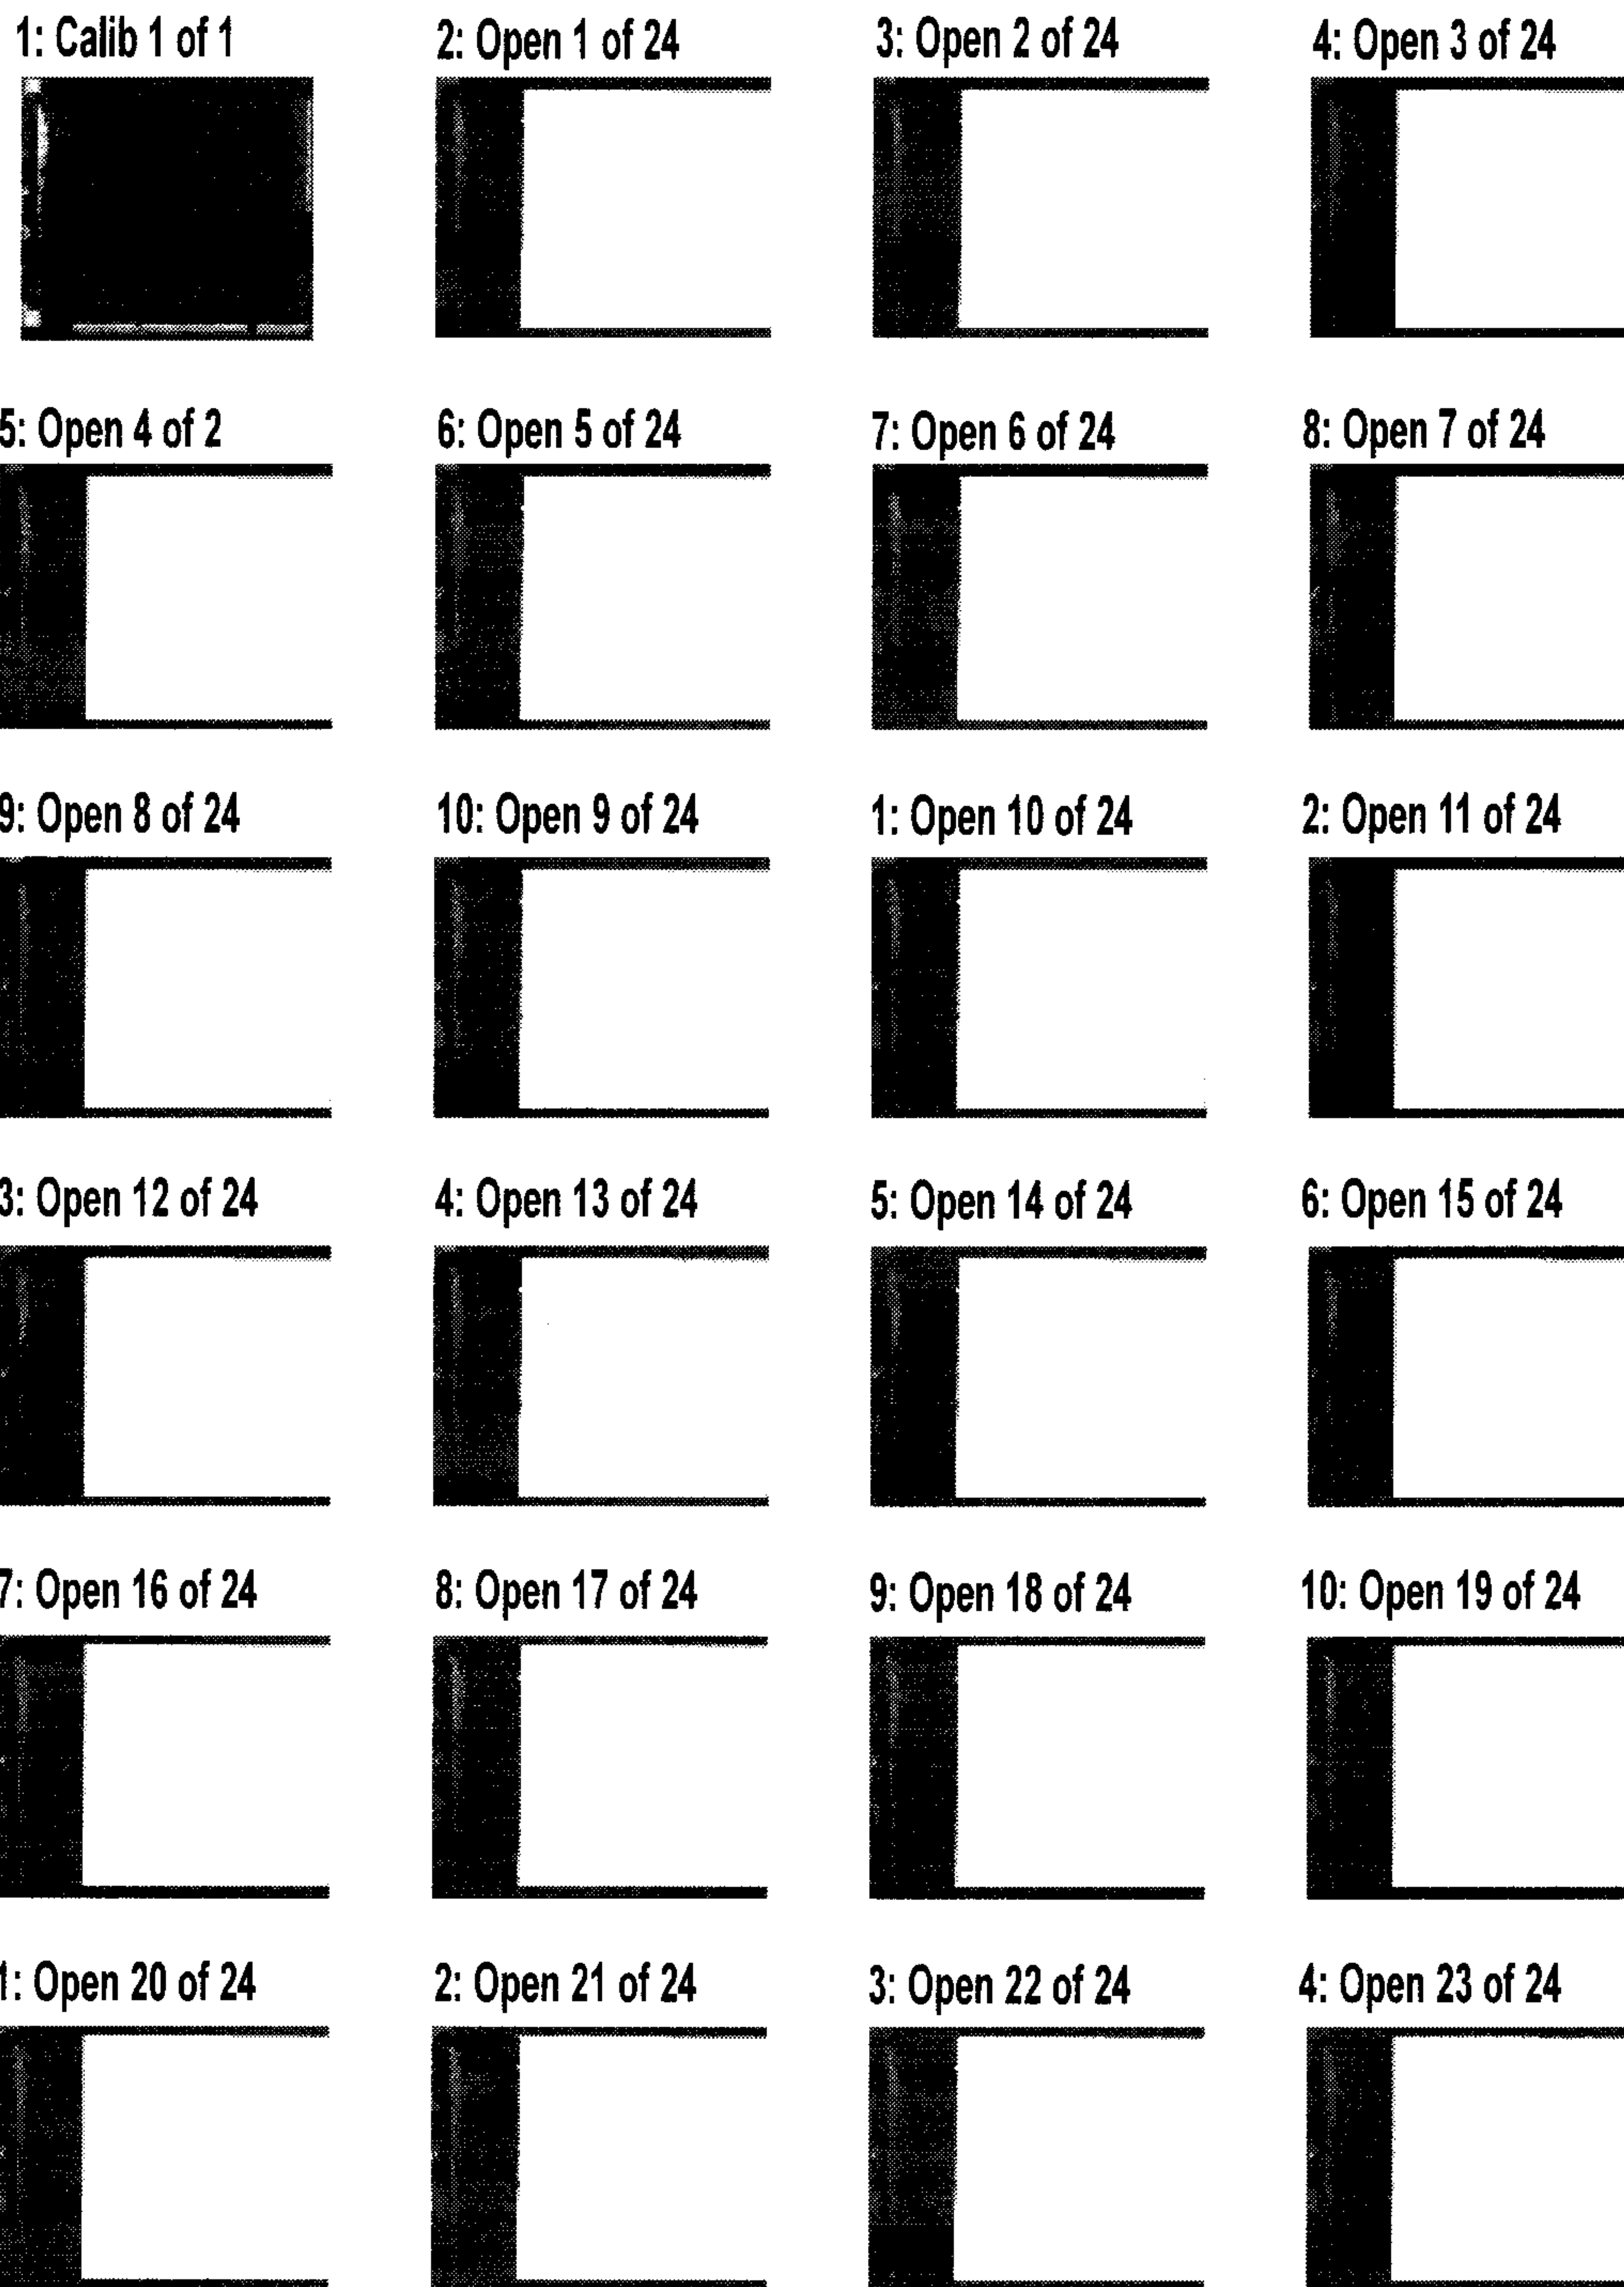 1: Calib 1 of 1
2: Open 1 of 24
3: Open 2 of 24
4: Open 3 of 24
5: Open 4 of 2
6: Open 5 of 24
7: Open 6 of 24
8: Open 7 of 24
9: Open 8 of 24
10: Open 9 of 24
1: Open 10 of 24
2: Open 11 of 24
3: Open 12 of 24
4: Open 13 of 24
5: Open 14 of 24
6: Open 15 of 24
7: Open 16 of 24
8: Open 17 of 24
9: Open 18 of 24
10: Open 19 of 24
1: Open 20 of 24
2: Open 21 of 24
3: Open 22 of 24
4: Open 23 of 24